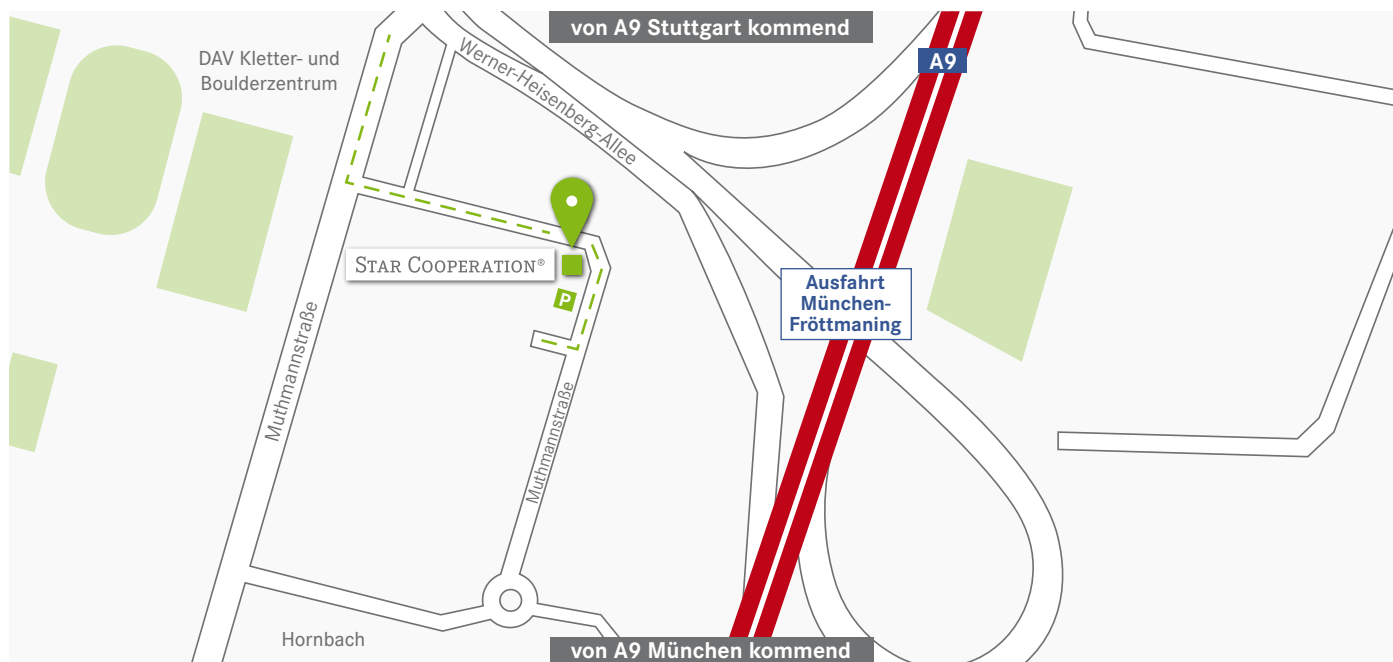 von A9 Stuttgart kommend
A9
DAV Kletter- und
Boulderzentrum
Werner-Heisenberg-Allee
STAR COOPERATION®
P
Ausfahrt
München-
Fröttmaning
Muthmannstraße
Muthmannstraße
Hornbach
von A9 München kommend